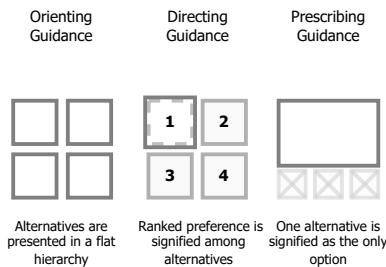 Orienting
Guidance
Directing
Guidance
Prescribing
Guidance
1
2
3
4
Alternatives are
presented in a flat
hierarchy
Ranked preference is
signified among
alternatives
One alternative is
signified as the only
option